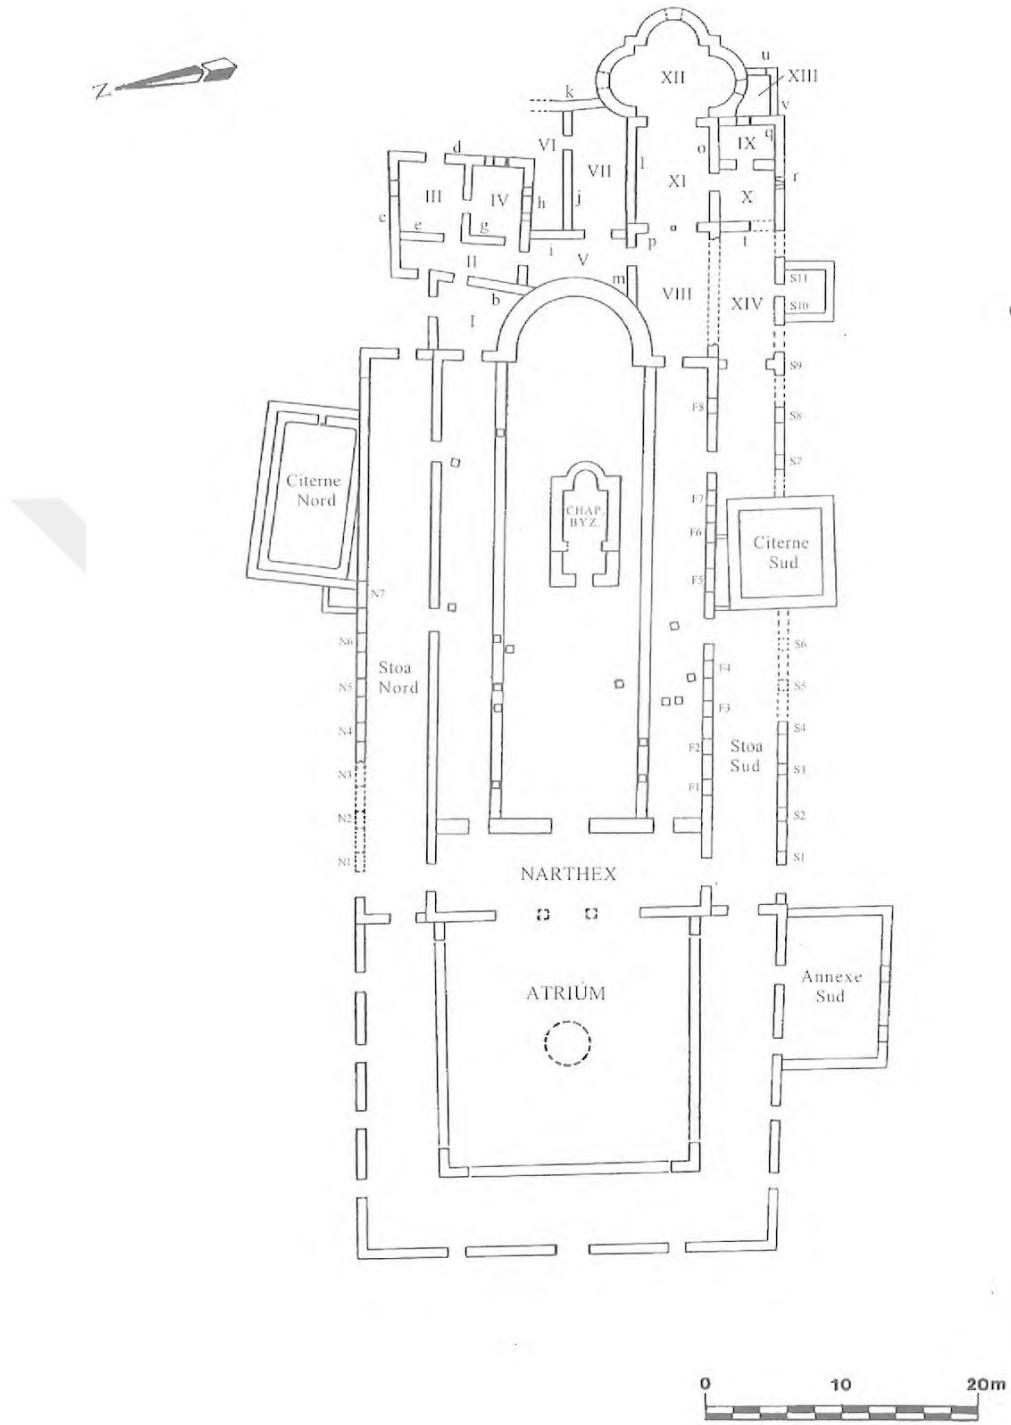 Z
XII
u
XIII
k
v
VI
o
q
IX
d
VII
l
III
IV
h
j
XI
r
X
c
e
g
i
p
t
II
V
m
VIII
XIV
S11
b
S10
I
S9
F8
S8
S7
Citerne
Nord
CHAP.
BYZ.
F7
F6
Citerne
Sud
F5
N7
N6
S6
Stoa
Nord
F4
N5
S5
F3
N4
S4
F2
Stoa
Sud
N3
S3
F1
N2
S2
N1
S1
NARTHEX
Annexe
Sud
ATRIÚM
0 10 20m